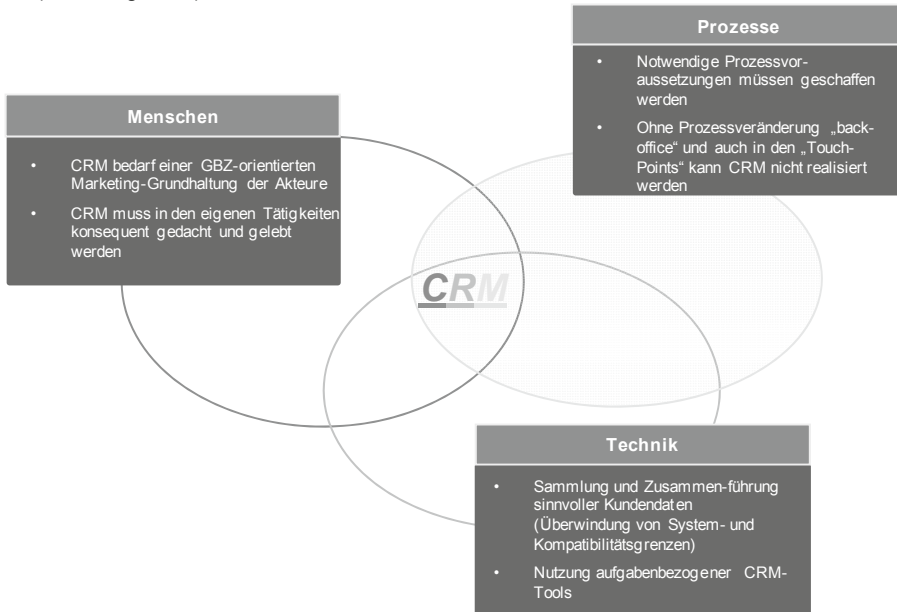 Prozesse
• Notwendige Prozessvor-
aussetzungen müssen geschaffen
werden
• Ohne Prozessveränderung „back-
office“ und auch in den „Touch-
Points“ kann CRM nicht realisiert
werden
Menschen
• CRM bedarf einer GBZ-orientierten
Marketing-Grundhaltung der Akteure
• CRM muss in den eigenen Tätigkeiten
konsequent gedacht und gelebt
werden
CRM
Technik
• Sammlung und Zusammen-führung
sinnvoller Kundendaten
(Überwindung von System- und
Kompatibilitätsgrenzen)
• Nutzung aufgabenbezogener CRM-
Tools